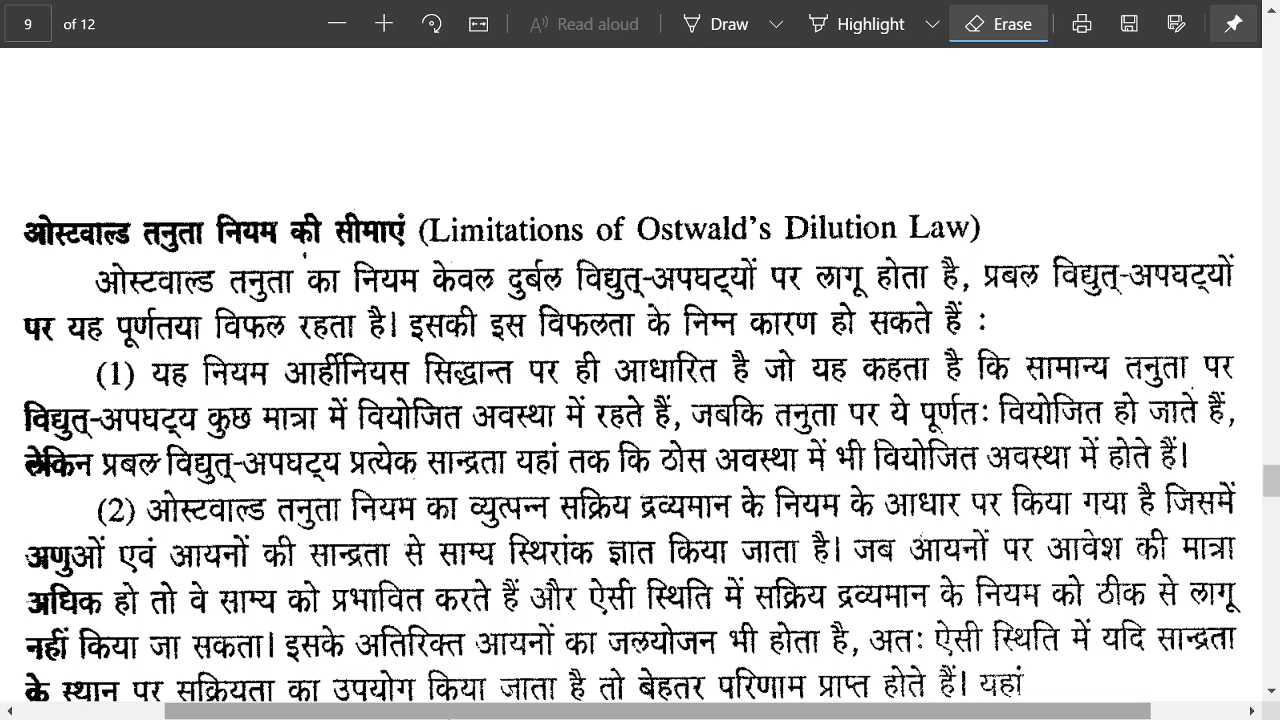 9 of 12 Read aloud Draw Highlight Erase
ओस्टवाल्ड तनुता नियम की सीमाएं (Limitations of Ostwald's Dilution Law)
ओस्टवाल्ड तनुता का नियम केवल दुर्बल विद्युत्-अपघट्यों पर लागू होता है, प्रबल विद्युत्-अपघट्यों
पर यह पूर्णतया विफल रहता है। इसकी इस विफलता के निम्न कारण हो सकते हैं :
(1) यह नियम आर्हीनियस सिद्धान्त पर ही आधारित है जो यह कहता है कि सामान्य तनुता पर
विद्युत्-अपघट्य कुछ मात्रा में वियोजित अवस्था में रहते हैं, जबकि तनुता पर ये पूर्णतः वियोजित हो जाते हैं,
लेकिन प्रबल विद्युत्-अपघट्य प्रत्येक सान्द्रता यहां तक कि ठोस अवस्था में भी वियोजित अवस्था में होते हैं।
(2) ओस्टवाल्ड तनुता नियम का व्युत्पन्न सक्रिय द्रव्यमान के नियम के आधार पर किया गया है जिसमें
अणुओं एवं आयनों की सान्द्रता से साम्य स्थिरांक ज्ञात किया जाता है। जब आयनों पर आवेश की मात्रा
अधिक हो तो वे साम्य को प्रभावित करते हैं और ऐसी स्थिति में सक्रिय द्रव्यमान के नियम को ठीक से लागू
नहीं किया जा सकता। इसके अतिरिक्त आयनों का जलयोजन भी होता है, अतः ऐसी स्थिति में यदि सान्द्रता
के स्थान पर सक्रियता का उपयोग किया जाता है तो बेहतर परिणाम प्राप्त होते हैं। यहां